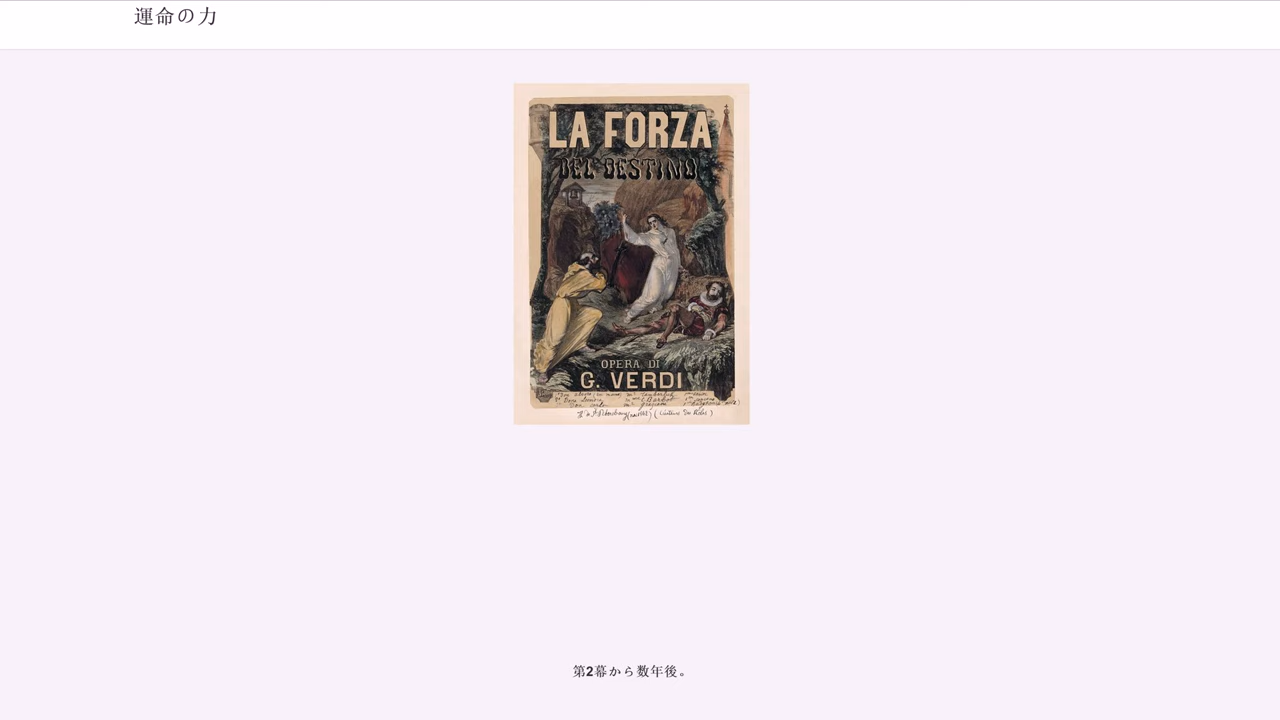 運命の力
LA FORZA
DEL DESTINO
OPERA DI
G. VERDI
第2幕から数年後。